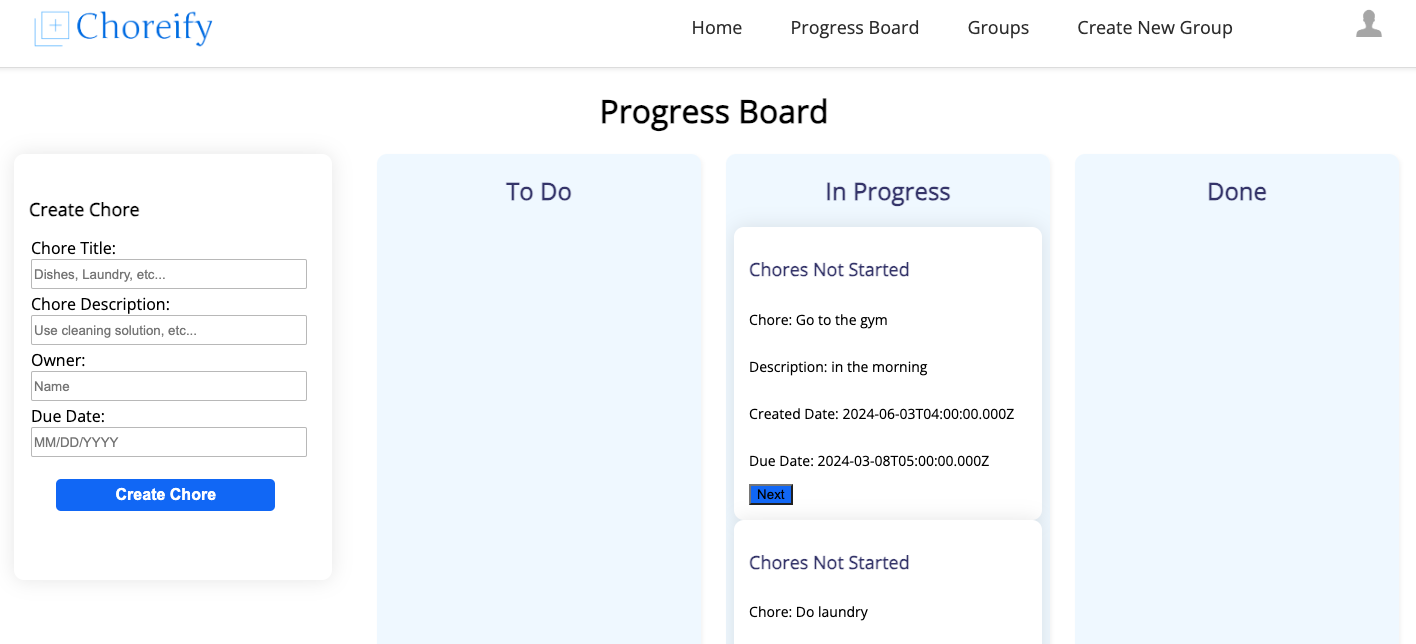 Choreify
Home Progress Board Groups Create New Group
Progress Board
Create Chore
Chore Title:
Dishes, Laundry, etc...
Chore Description:
Use cleaning solution, etc...
Owner:
Name
Due Date:
MM/DD/YYYY
Create Chore
To Do
In Progress
Chores Not Started
Chore: Go to the gym
Description: in the morning
Created Date: 2024-06-03T04:00:00.000Z
Due Date: 2024-03-08T05:00:00.000Z
Next
Chores Not Started
Chore: Do laundry
Done